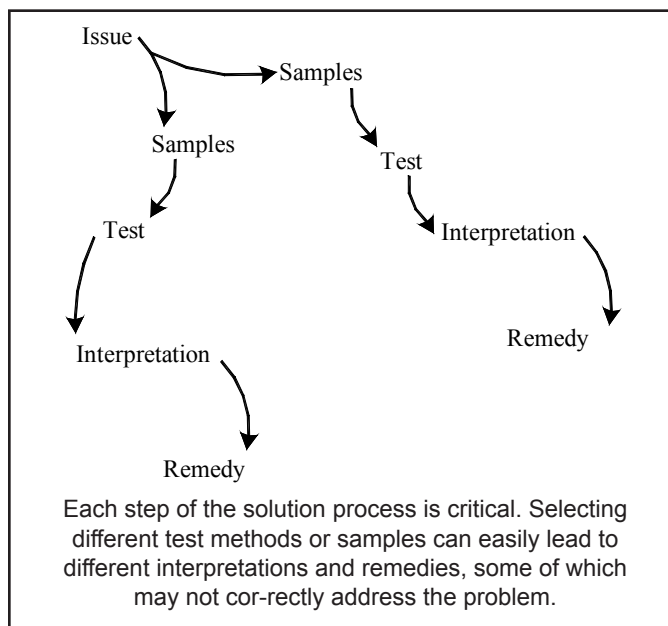 Issue
Samples
Samples
Test
Test
Interpretation
Interpretation
Remedy
Remedy
Each step of the solution process is critical. Selecting
different test methods or samples can easily lead to
different interpretations and remedies, some of which
may not cor-rectly address the problem.